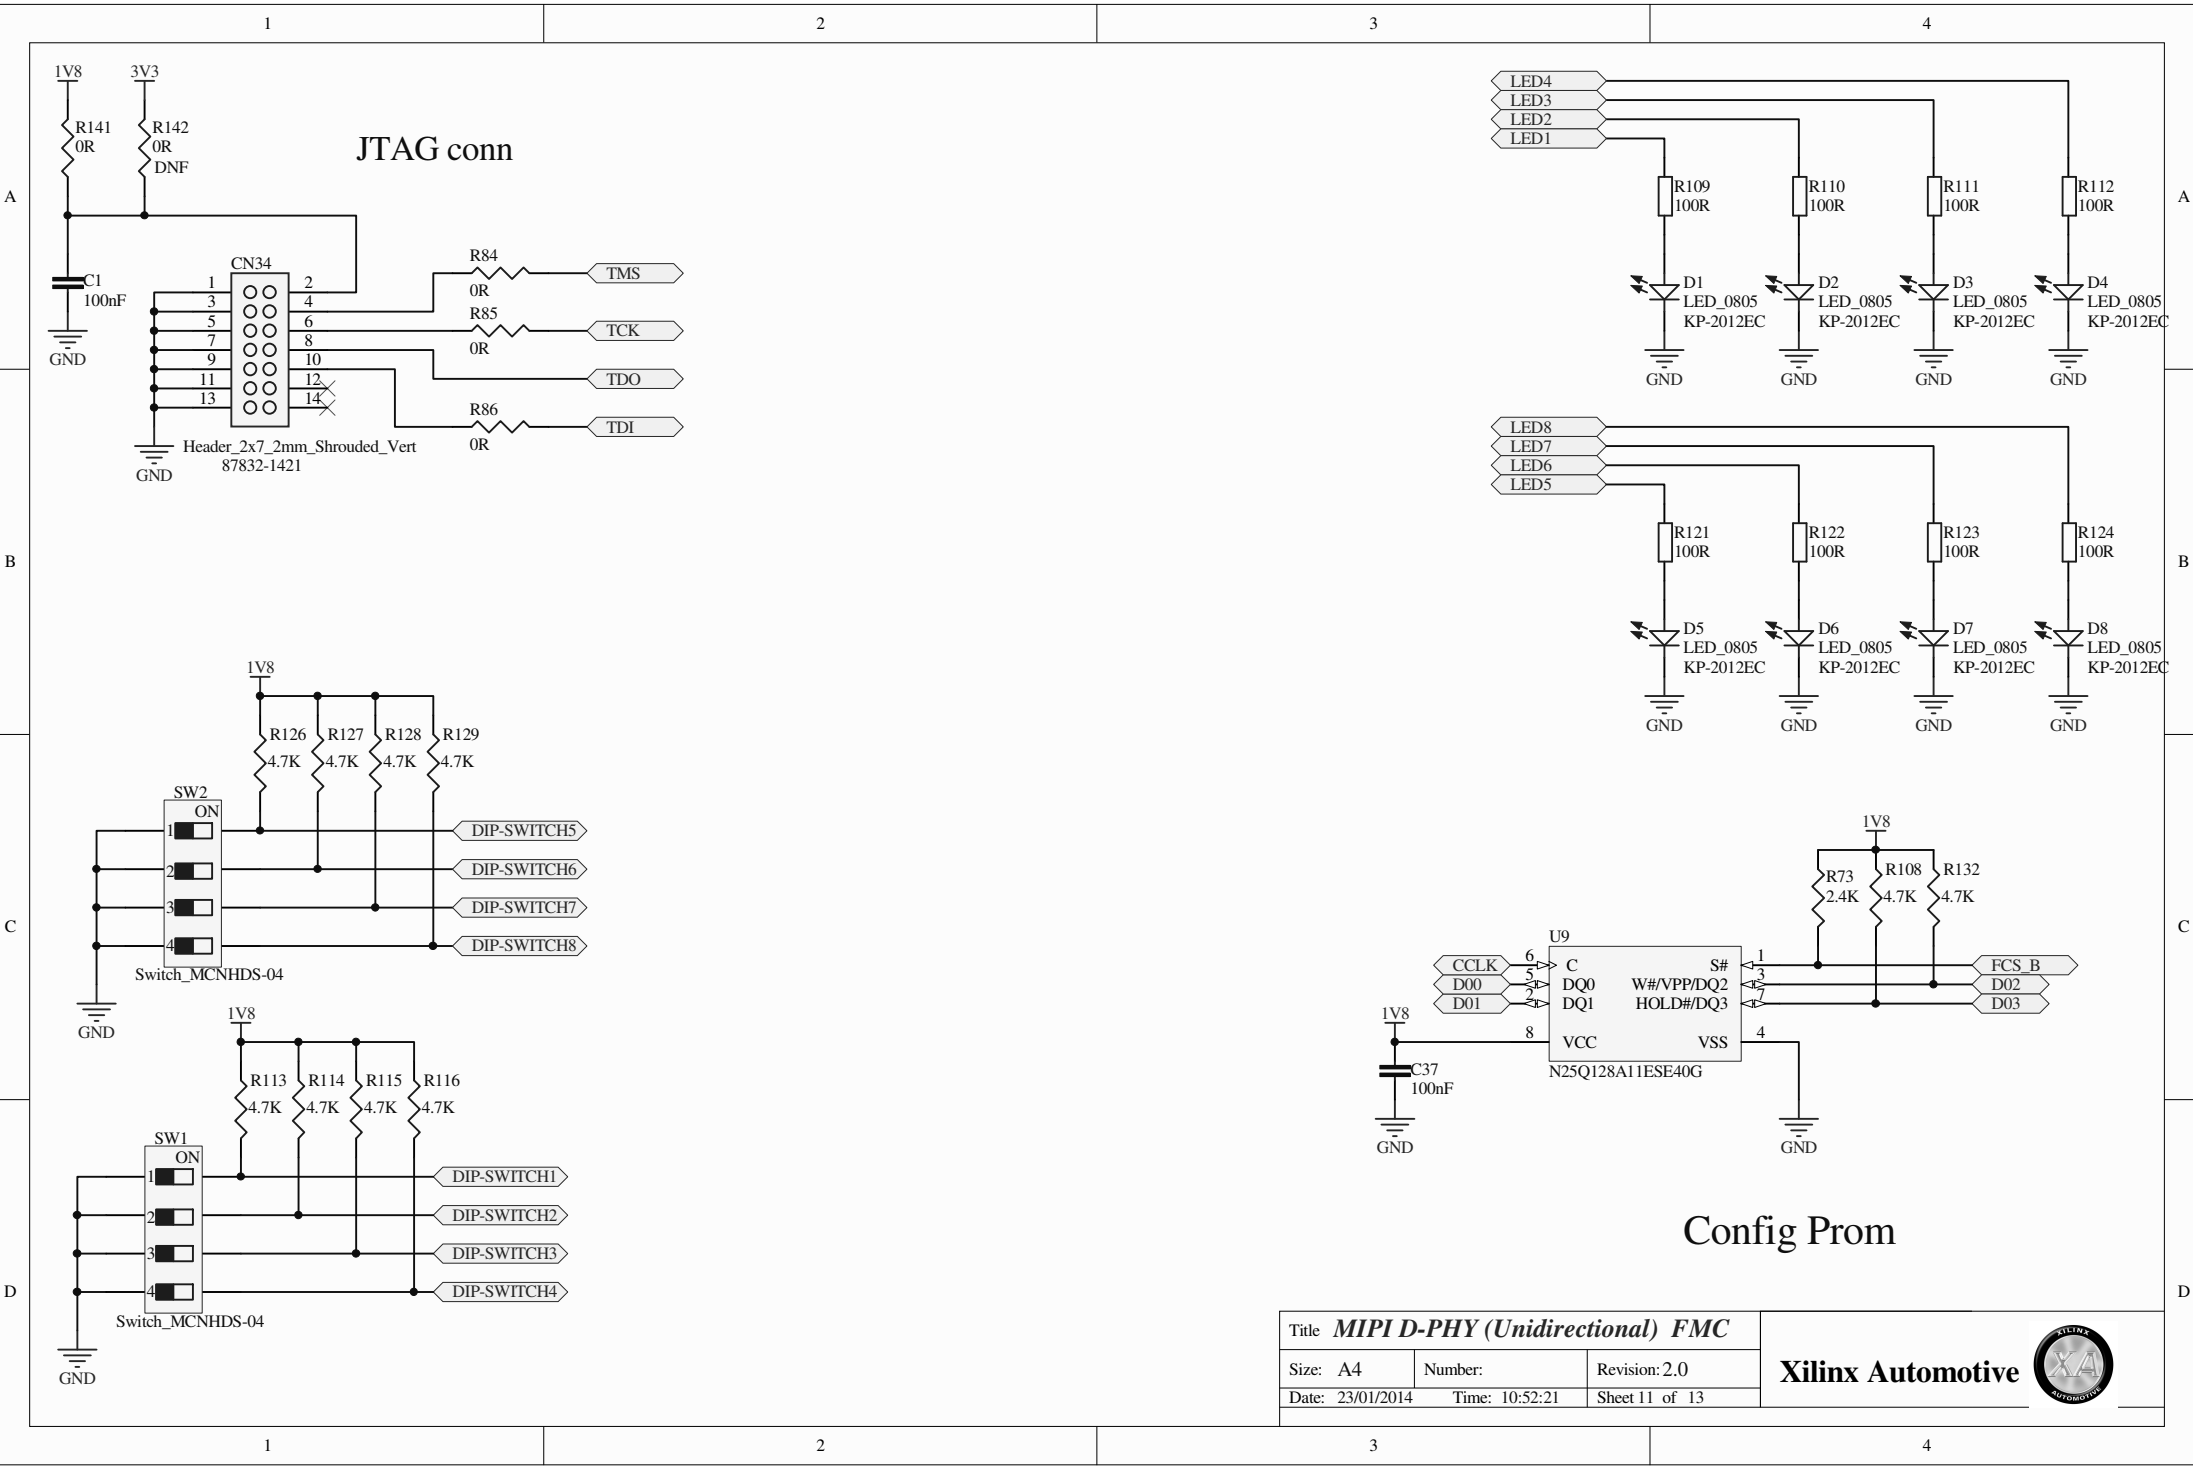 1 2 3 4
1V8 3V3
R141
0R
R142
0R
DNF
JTAG conn
A
A
C1
100nF
GND
CN34
1 2
3 4
5 6
7 8
9 10
11 12
13 14
Header_2x7_2mm_Shrouded_Vert
87832-1421
GND
R84
0R
TMS
R85
0R
TCK
TDO
R86
0R
TDI
LED4
LED3
LED2
LED1
R109
100R
R110
100R
R111
100R
R112
100R
D1
LED_0805
KP-2012EC
D2
LED_0805
KP-2012EC
D3
LED_0805
KP-2012EC
D4
LED_0805
KP-2012EC
GND GND GND GND
B
B
LED8
LED7
LED6
LED5
R121
100R
R122
100R
R123
100R
R124
100R
D5
LED_0805
KP-2012EC
D6
LED_0805
KP-2012EC
D7
LED_0805
KP-2012EC
D8
LED_0805
KP-2012EC
GND GND GND GND
1V8
R126
4.7K
R127
4.7K
R128
4.7K
R129
4.7K
SW2
ON
1
2
3
4
DIP-SWITCH5
DIP-SWITCH6
DIP-SWITCH7
DIP-SWITCH8
Switch_MCNHDS-04
GND
C
C
1V8
R73
2.4K
R108
4.7K
R132
4.7K
U9
CCLK 6 C S# 1 FCS_B
D00 5 DQ0 W#/VPP/DQ2 3 D02
D01 2 DQ1 HOLD#/DQ3 7 D03
1V8
8 VCC VSS 4
N25Q128A11ESE40G
C37
100nF
GND
GND
1V8
R113
4.7K
R114
4.7K
R115
4.7K
R116
4.7K
SW1
ON
1
2
3
4
DIP-SWITCH1
DIP-SWITCH2
DIP-SWITCH3
DIP-SWITCH4
Switch_MCNHDS-04
GND
Config Prom
D
D
Title MIPI D-PHY (Unidirectional) FMC
Size: A4 Number: Revision: 2.0
Date: 23/01/2014 Time: 10:52:21 Sheet 11 of 13
Xilinx Automotive
XILINX
XA
AUTOMOTIVE
1 2 3 4